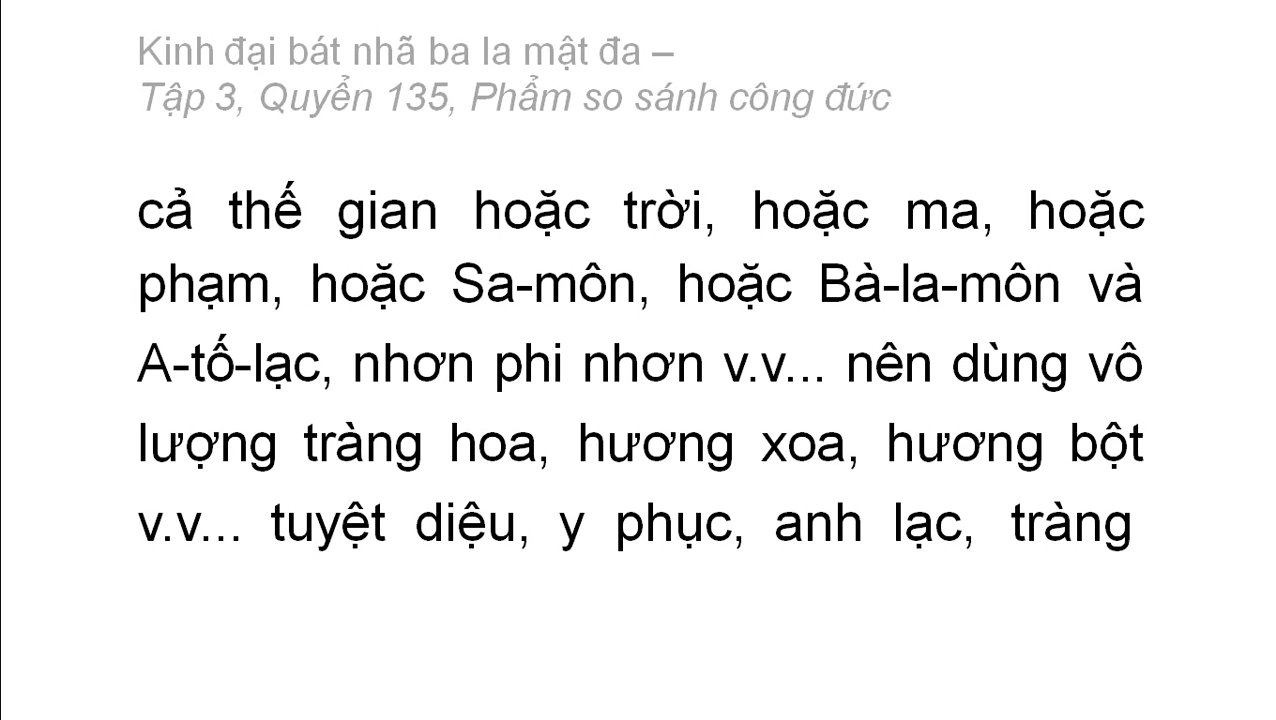 Kinh đại bát nhã ba la mật đa –
Tập 3, Quyển 135, Phẩm so sánh công đức
cả thế gian hoặc trời, hoặc ma, hoặc
phạm, hoặc Sa-môn, hoặc Bà-la-môn và
A-tố-lạc, nhơn phi nhơn v.v... nên dùng vô
lượng tràng hoa, hương xoa, hương bột
v.v... tuyệt diệu, y phục, anh lạc, tràng